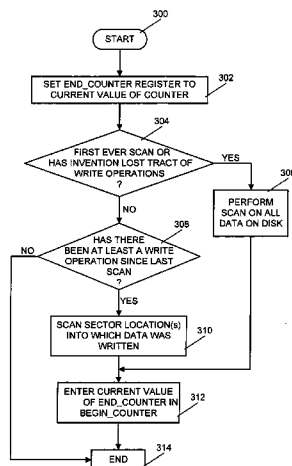 300
START
302
SET END_COUNTER REGISTER TO
CURRENT VALUE OF COUNTER
304
FIRST EVER SCAN OR
HAS INVENTION LOST TRACT OF
WRITE OPERATIONS
?
YES
NO
PERFORM
SCAN ON ALL
DATA ON DISK
NO
HAS THERE
BEEN AT LEAST A WRITE
OPERATION SINCE LAST
SCAN
?
YES
SCAN SECTOR LOCATION(s)
INTO WHICH DATA WAS
WRITTEN
310
ENTER CURRENT VALUE
OF END_COUNTER IN
BEGIN_COUNTER
312
END
314